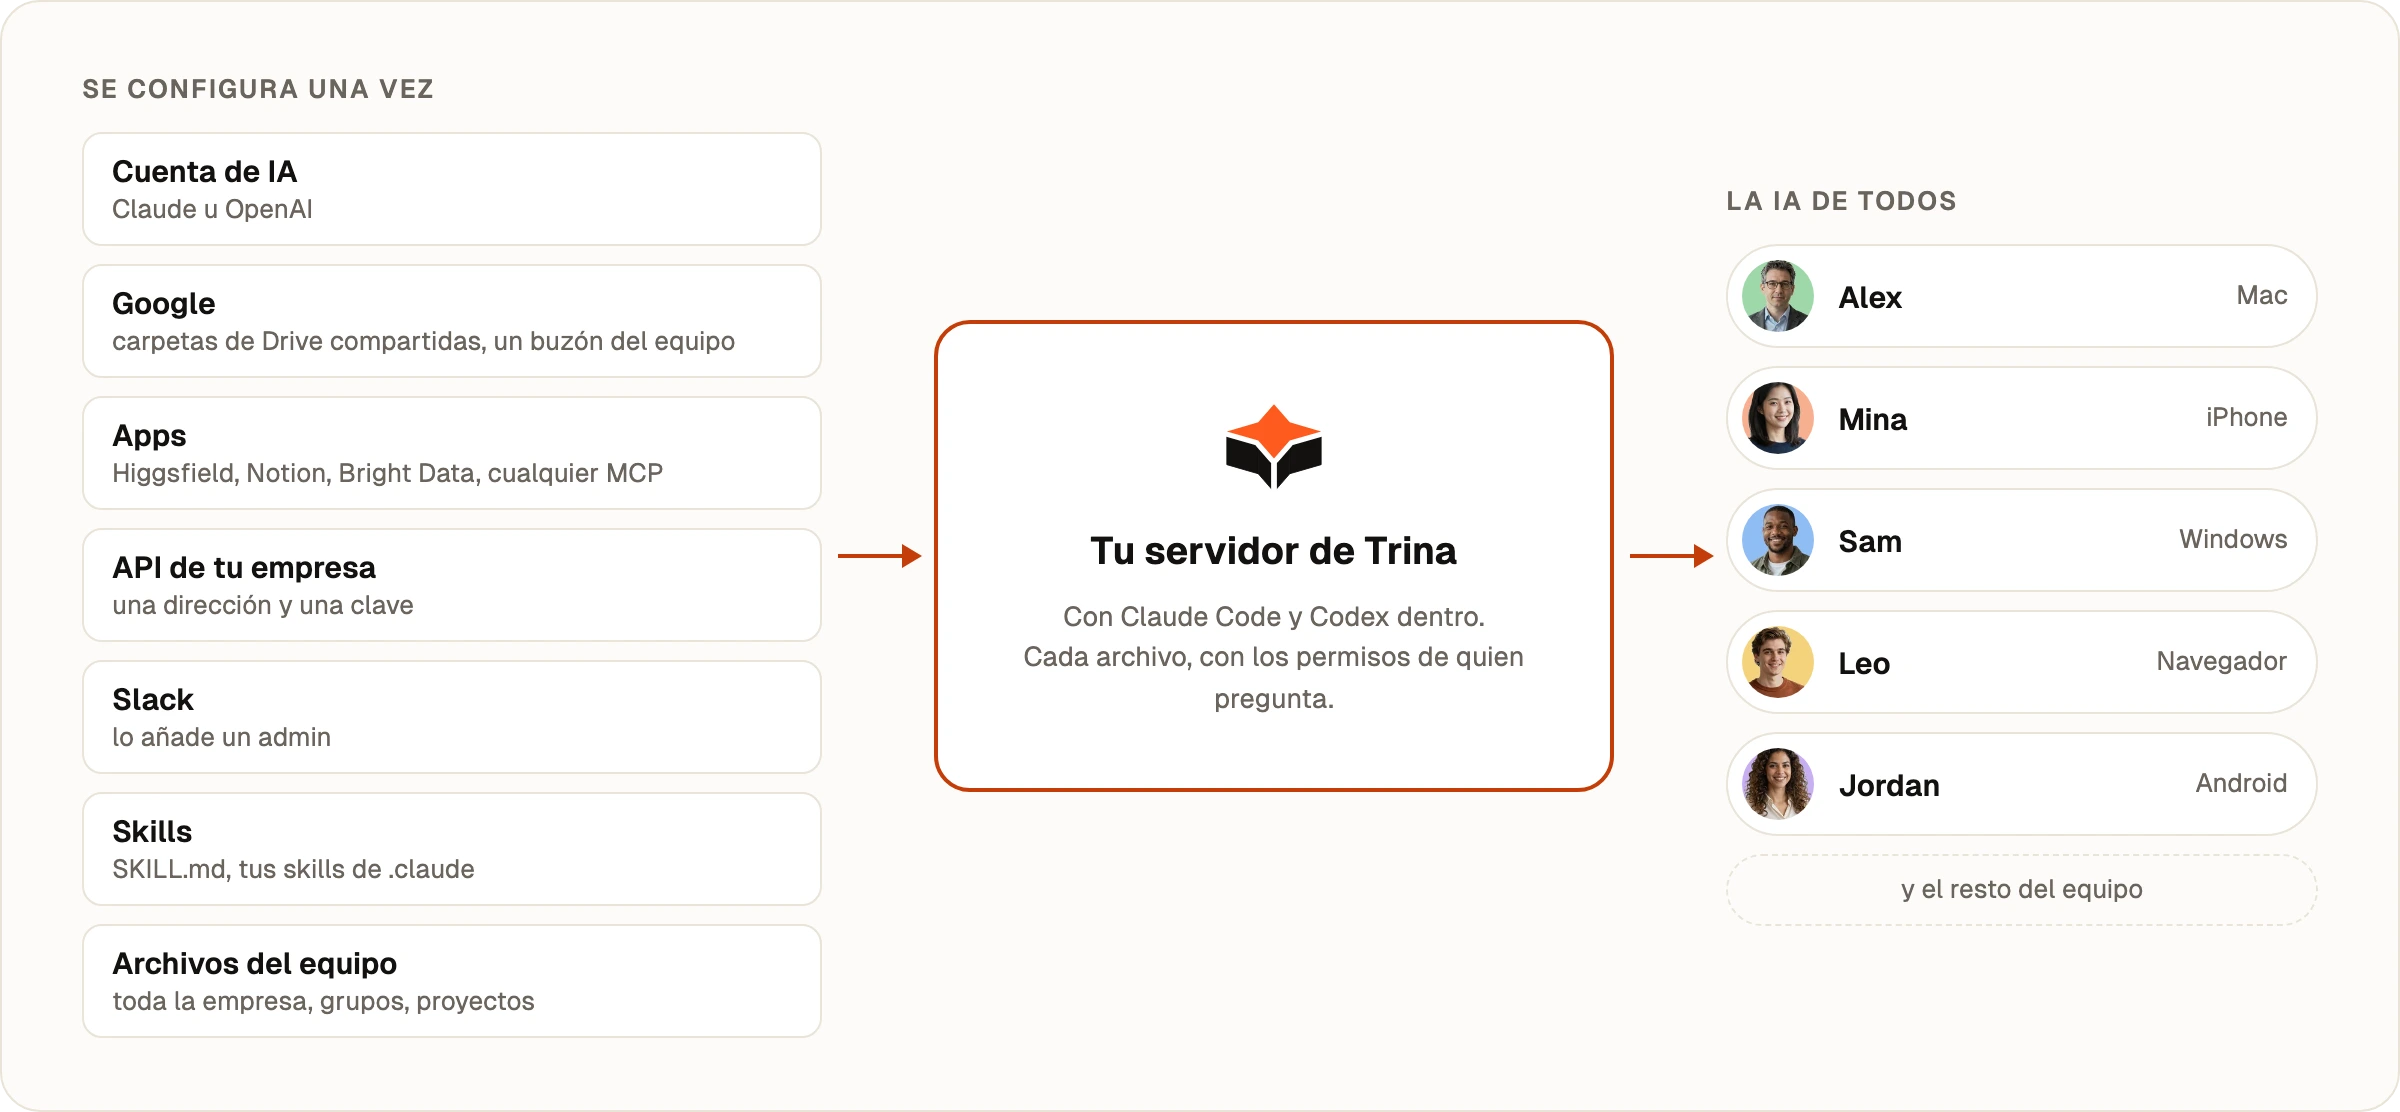 SE CONFIGURA UNA VEZ
Cuenta de IA
Claude u OpenAI
Google
carpetas de Drive compartidas, un buzón del equipo
Apps
Higgsfield, Notion, Bright Data, cualquier MCP
API de tu empresa
una dirección y una clave
Slack
lo añade un admin
Skills
SKILL.md, tus skills de .claude
Archivos del equipo
toda la empresa, grupos, proyectos
Tu servidor de Trina
Con Claude Code y Codex dentro.
Cada archivo, con los permisos de quien
pregunta.
LA IA DE TODOS
Alex Mac
Mina iPhone
Sam Windows
Leo Navegador
Jordan Android
y el resto del equipo